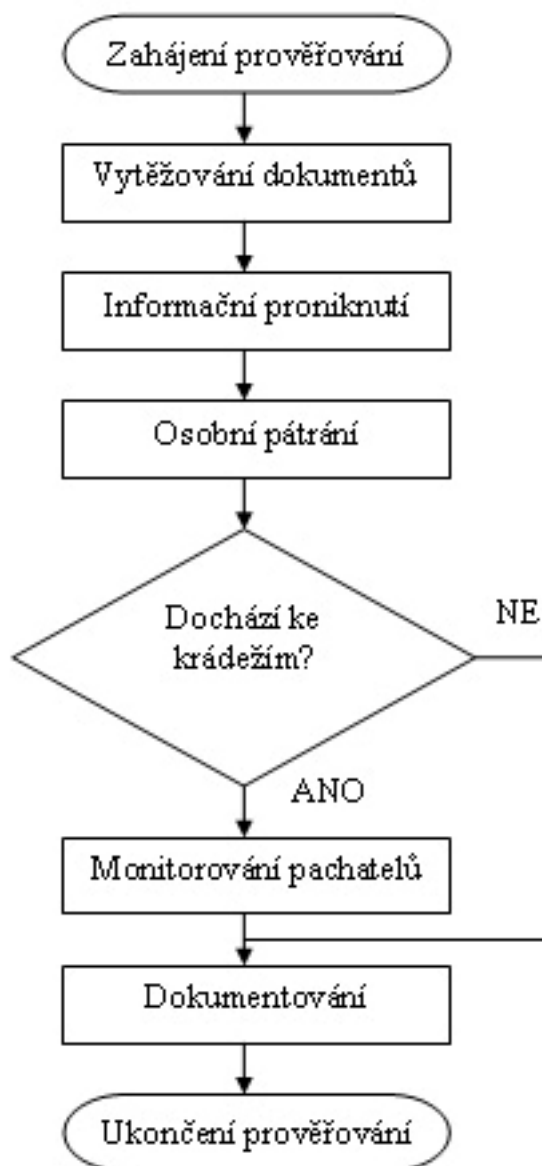 Zahájení prověřování
Vytěžování dokumentů
Informační proniknutí
Osobní pátrání
Dochází ke
krádežím?
NE
ANO
Monitorování pachatelů
Dokumentování
Ukončení prověřování